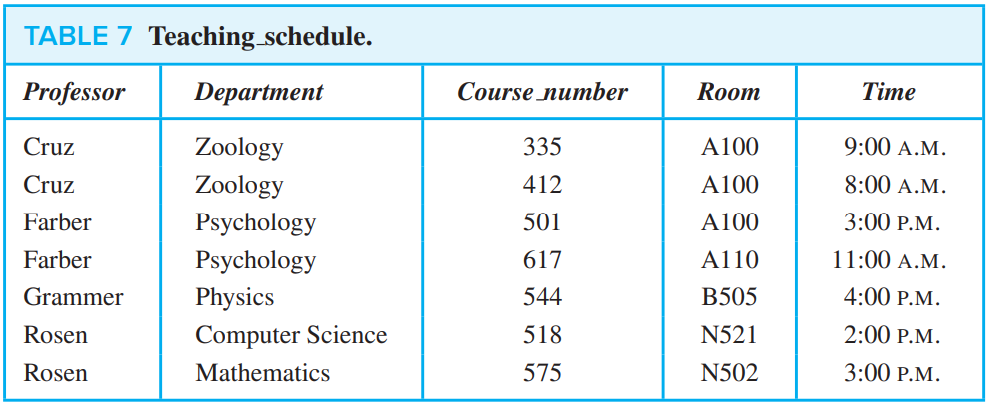 TABLE 7 Teaching_schedule.
Professor Department Course_number Room Time
Cruz Zoology 335 A100 9:00 A.M.
Cruz Zoology 412 A100 8:00 A.M.
Farber Psychology 501 A100 3:00 P.M.
Farber Psychology 617 A110 11:00 A.M.
Grammer Physics 544 B505 4:00 P.M.
Rosen Computer Science 518 N521 2:00 P.M.
Rosen Mathematics 575 N502 3:00 P.M.